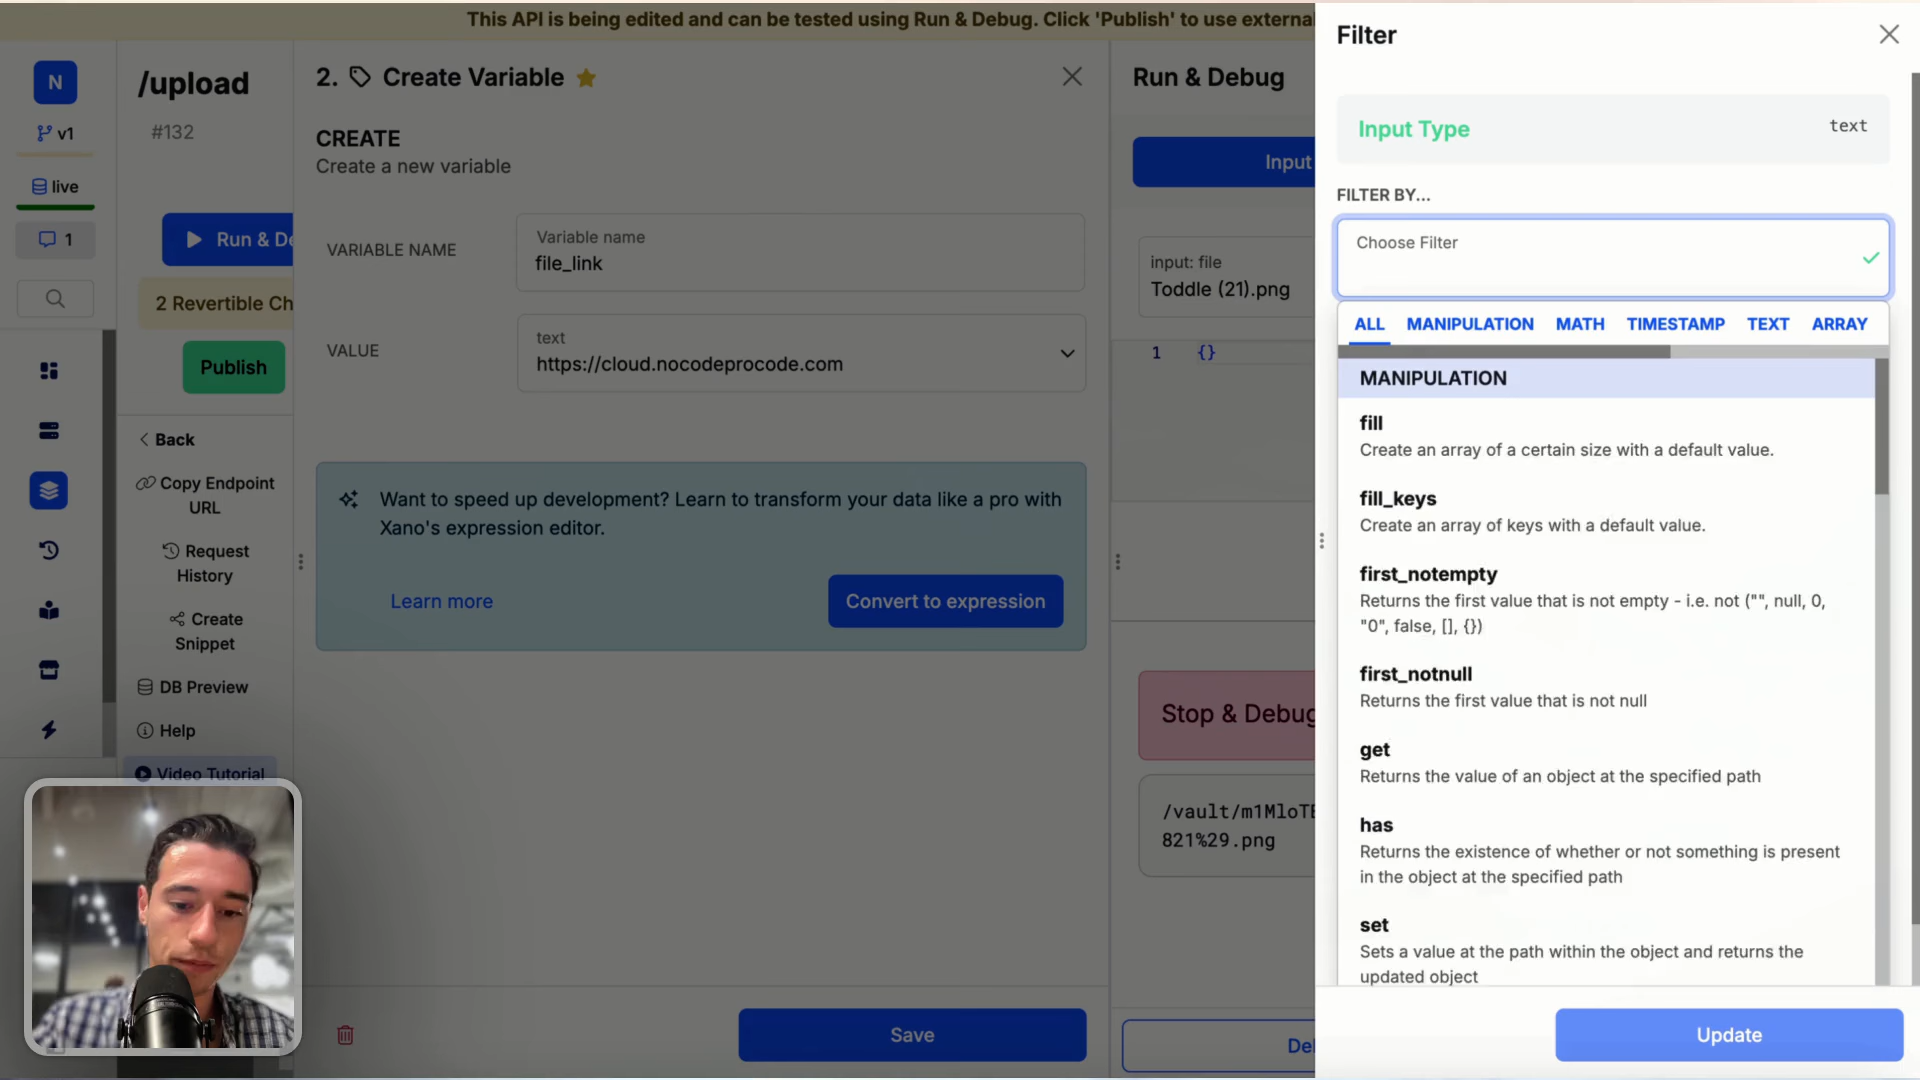 This API is being edited and can be tested using Run & Debug. Click 'Publish' to use external
N
v1
live
1
/upload
#132
Run & De
2 Revertible Ch
Publish
Back
Copy Endpoint
URL
Request
History
Create
Snippet
DB Preview
Help
Video Tutorial
2. Create Variable
CREATE
Create a new variable
VARIABLE NAME
Variable name
file_link
VALUE
text
https://cloud.nocodeprocode.com
Want to speed up development? Learn to transform your data like a pro with
Xano's expression editor.
Learn more
Convert to expression
Save
Run & Debug
Input
input: file
Toddle (21).png
1 {}
Stop & Debug
/vault/m1MloTE
821%29.png
De
Filter
Input Type
text
FILTER BY...
Choose Filter
ALL MANIPULATION MATH TIMESTAMP TEXT ARRAY
MANIPULATION
fill
Create an array of a certain size with a default value.
fill_keys
Create an array of keys with a default value.
first_notempty
Returns the first value that is not empty - i.e. not ("", null, 0,
"0", false, [], {})
first_notnull
Returns the first value that is not null
get
Returns the value of an object at the specified path
has
Returns the existence of whether or not something is present
in the object at the specified path
set
Sets a value at the path within the object and returns the
updated object
Update